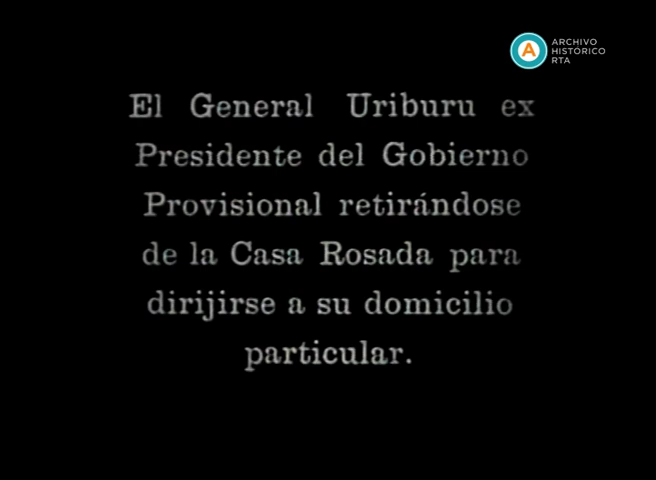 ARCHIVO
HISTORICO
RTA
A
El General Uriburu ex
Presidente del Gobierno
Provisional retirándose
de la Casa Rosada para
dirijirse a su domicilio
particular.